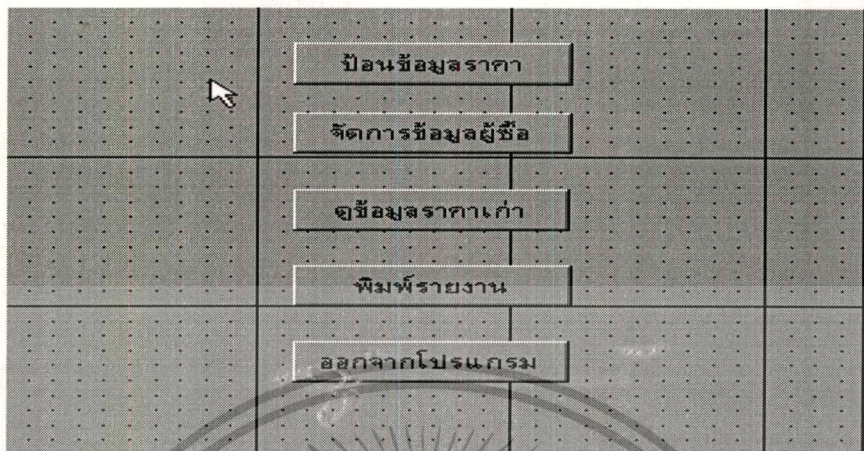 ป้อนข้อมูลราคา
จัดการข้อมูลผู้ซื้อ
ดูข้อมูลราคาเก่า
พิมพ์รายงาน
ออกจากโปรแกรม